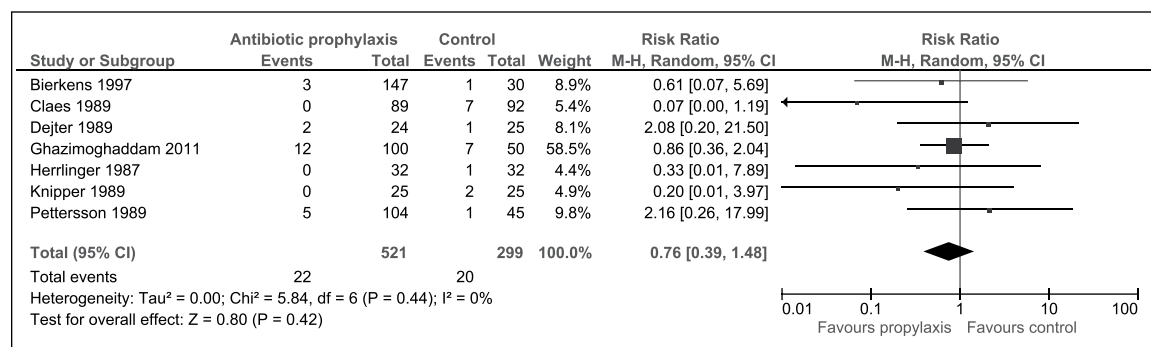 Antibiotic prophylaxis Control Risk Ratio Risk Ratio
Study or Subgroup Events Total Events Total Weight M-H, Random, 95% CI M-H, Random, 95% CI
Bierkens 1997 3 147 1 30 8.9% 0.61 [0.07, 5.69]
Claes 1989 0 89 7 92 5.4% 0.07 [0.00, 1.19]
Dejter 1989 2 24 1 25 8.1% 2.08 [0.20, 21.50]
Ghazimoghaddam 2011 12 100 7 50 58.5% 0.86 [0.36, 2.04]
Herrlinger 1987 0 32 1 32 4.4% 0.33 [0.01, 7.89]
Knipper 1989 0 25 2 25 4.9% 0.20 [0.01, 3.97]
Pettersson 1989 5 104 1 45 9.8% 2.16 [0.26, 17.99]
Total (95% CI) 521 299 100.0% 0.76 [0.39, 1.48]
Total events 22 20
Heterogeneity: Tau² = 0.00; Chi² = 5.84, df = 6 (P = 0.44); I² = 0%
Test for overall effect: Z = 0.80 (P = 0.42)
0.01 0.1 1 10 100
Favours propylaxis Favours control